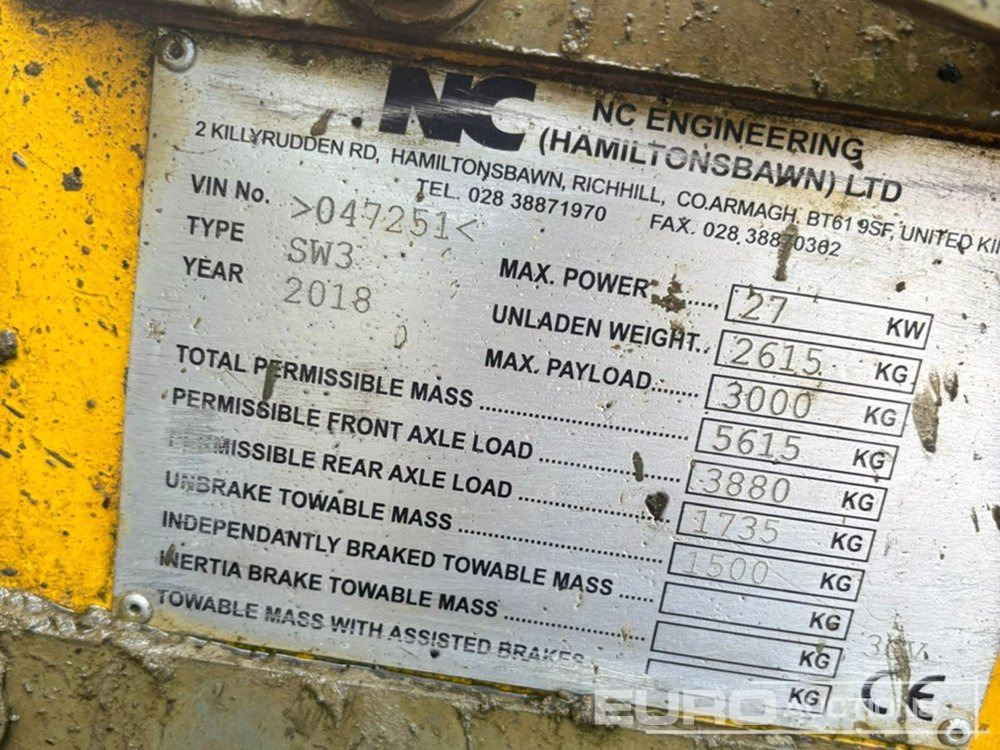 NC
NC ENGINEERING
(HAMILTONSBAWN) LTD
2 KILLYRUDDEN RD, HAMILTONSBAWN, RICHHILL, CO.ARMAGH, BT61 9SF, UNITED
TEL. 028 38871970 FAX. 028 38870362
VIN No. >047251<
TYPE SW3
YEAR 2018
MAX. POWER 27 KW
UNLADEN WEIGHT 2615 KG
MAX. PAYLOAD 3000 KG
TOTAL PERMISSIBLE MASS 5615 KG
PERMISSIBLE FRONT AXLE LOAD 3880 KG
PERMISSIBLE REAR AXLE LOAD 1735 KG
UNBRAKE TOWABLE MASS 1500 KG
INDEPENDANTLY BRAKED TOWABLE MASS KG
INERTIA BRAKE TOWABLE MASS KG
TOWABLE MASS WITH ASSISTED BRAKES KG
CE
EURO AUCTIONS